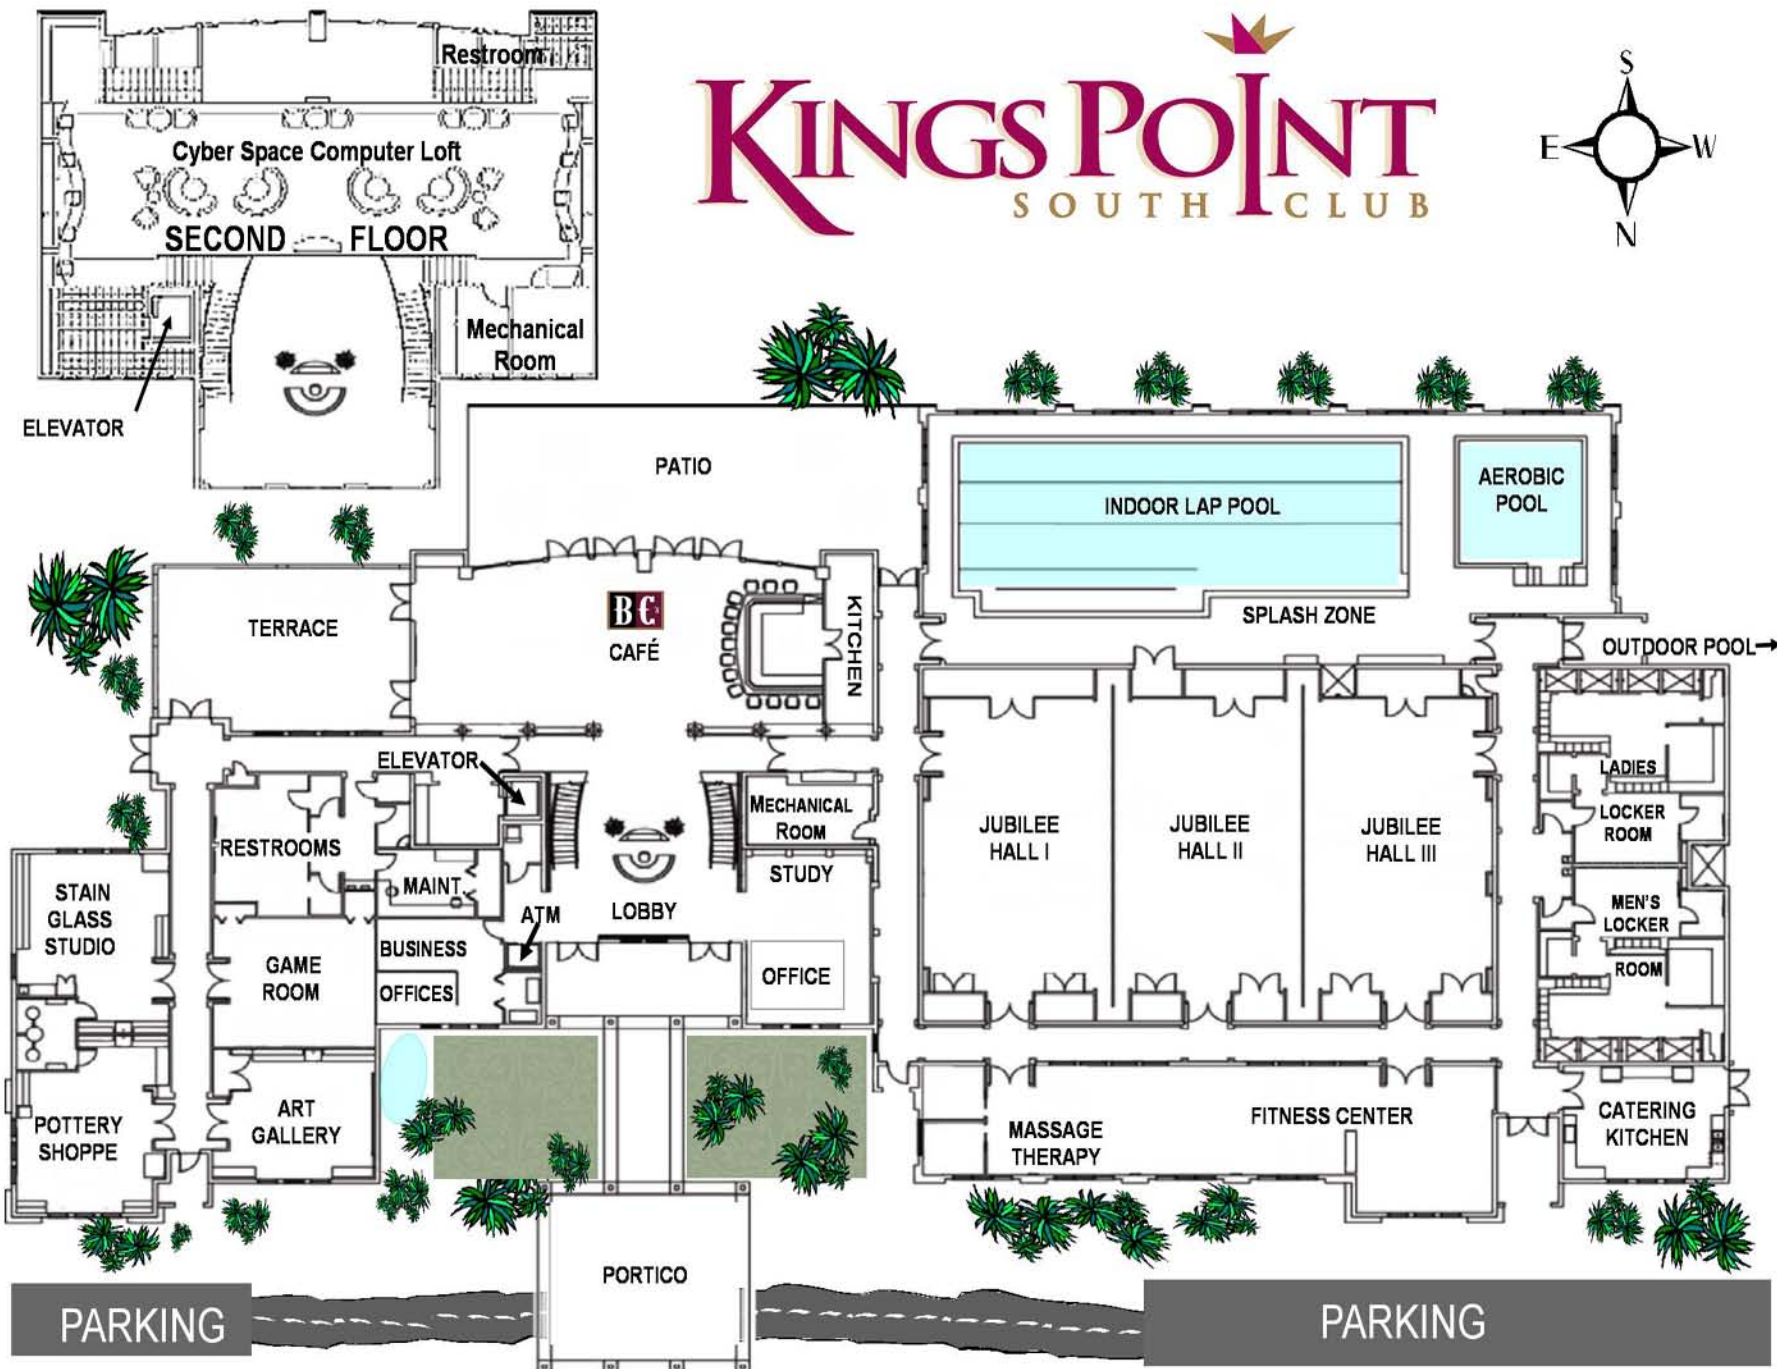 Restroom
Cyber Space Computer Loft
SECOND FLOOR
Mechanical
Room
ELEVATOR
KINGS POINT
SOUTH CLUB
S
E W
N
PATIO
INDOOR LAP POOL
AEROBIC
POOL
SPLASH ZONE
OUTDOOR POOL
TERRACE
BC's
CAFÉ
KITCHEN
ELEVATOR
MECHANICAL
ROOM
RESTROOMS
MAINT.
STUDY
LOBBY
ATM
STAIN
GLASS
STUDIO
GAME
ROOM
BUSINESS
OFFICES
OFFICE
JUBILEE
HALL I
JUBILEE
HALL II
JUBILEE
HALL III
LADIES
LOCKER
ROOM
MEN'S
LOCKER
ROOM
POTTERY
SHOPPE
ART
GALLERY
MASSAGE
THERAPY
FITNESS CENTER
CATERING
KITCHEN
PORTICO
PARKING
PARKING